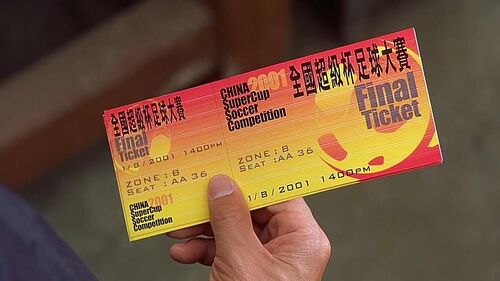 全國超級杯足球大賽
Final
Ticket
1/8/2001 1400PM
ZONE: B
SEAT: AA 36
CHINA 2001
SuperCup
Soccer
Competition
CHINA 2001
SuperCup
Soccer
Competition
全國超級杯足球大賽
Final
Ticket
ZONE: B
SEAT: AA 36
1/8/2001 1400PM